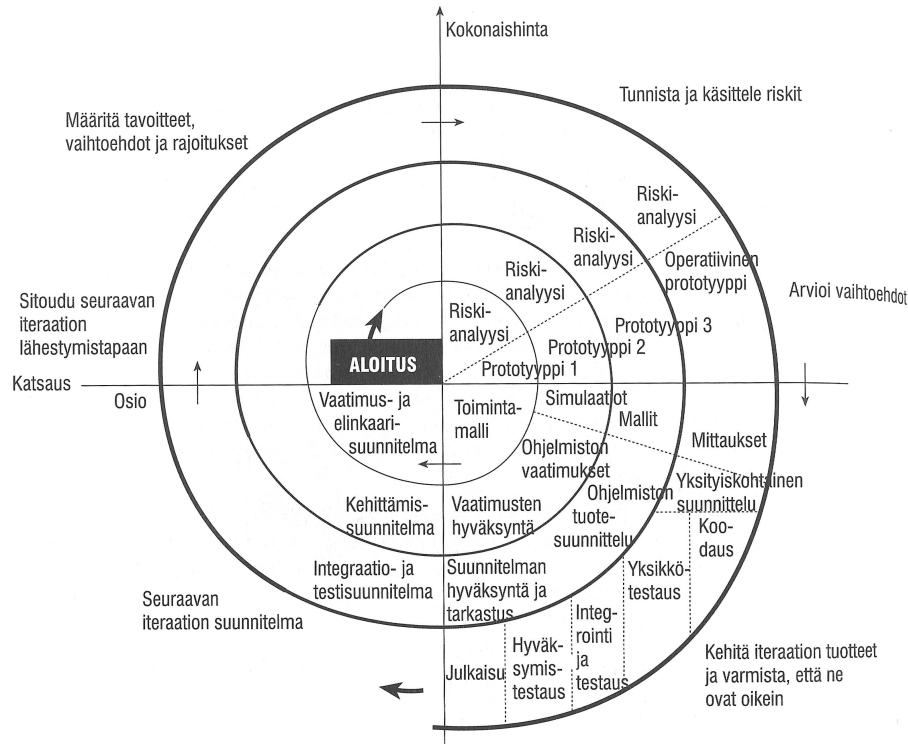 Kokonaishinta
Tunnista ja käsittele riskit
Määritä tavoitteet,
vaihtoehdot ja rajoitukset
Riski-
analyysi
Riski-
analyysi
Riski-
analyysi
Riski-
analyysi
Operatiivinen
prototyyppi
Arvioi vaihtoehdot
Sitoudu seuraavan
iteraation
lähestymistapaan
Prototyyppi 3
Prototyyppi 2
Prototyyppi 1
ALOITUS
Katsaus
Osio
Vaatimus- ja
elinkaari-
suunnitelma
Toiminta-
malli
Simulaatiot
Mallit
Mittaukset
Ohjelmiston
vaatimukset
Ohjelmiston
tuote-
suunnittelu
Yksityiskohtainen
suunnittelu
Kehittämis-
suunnitelma
Vaatimusten
hyväksyntä
Koo-
daus
Yksikkö-
testaus
Integraatio- ja
testisuunnitelma
Suunnitelman
hyväksyntä ja
tarkastus
Seuraavan
iteraation suunnitelma
Integ-
rointi
ja
testaus
Hyväk-
symis-
testaus
Julkaisu
Kehitä iteraation tuotteet
ja varmista, että ne
ovat oikein